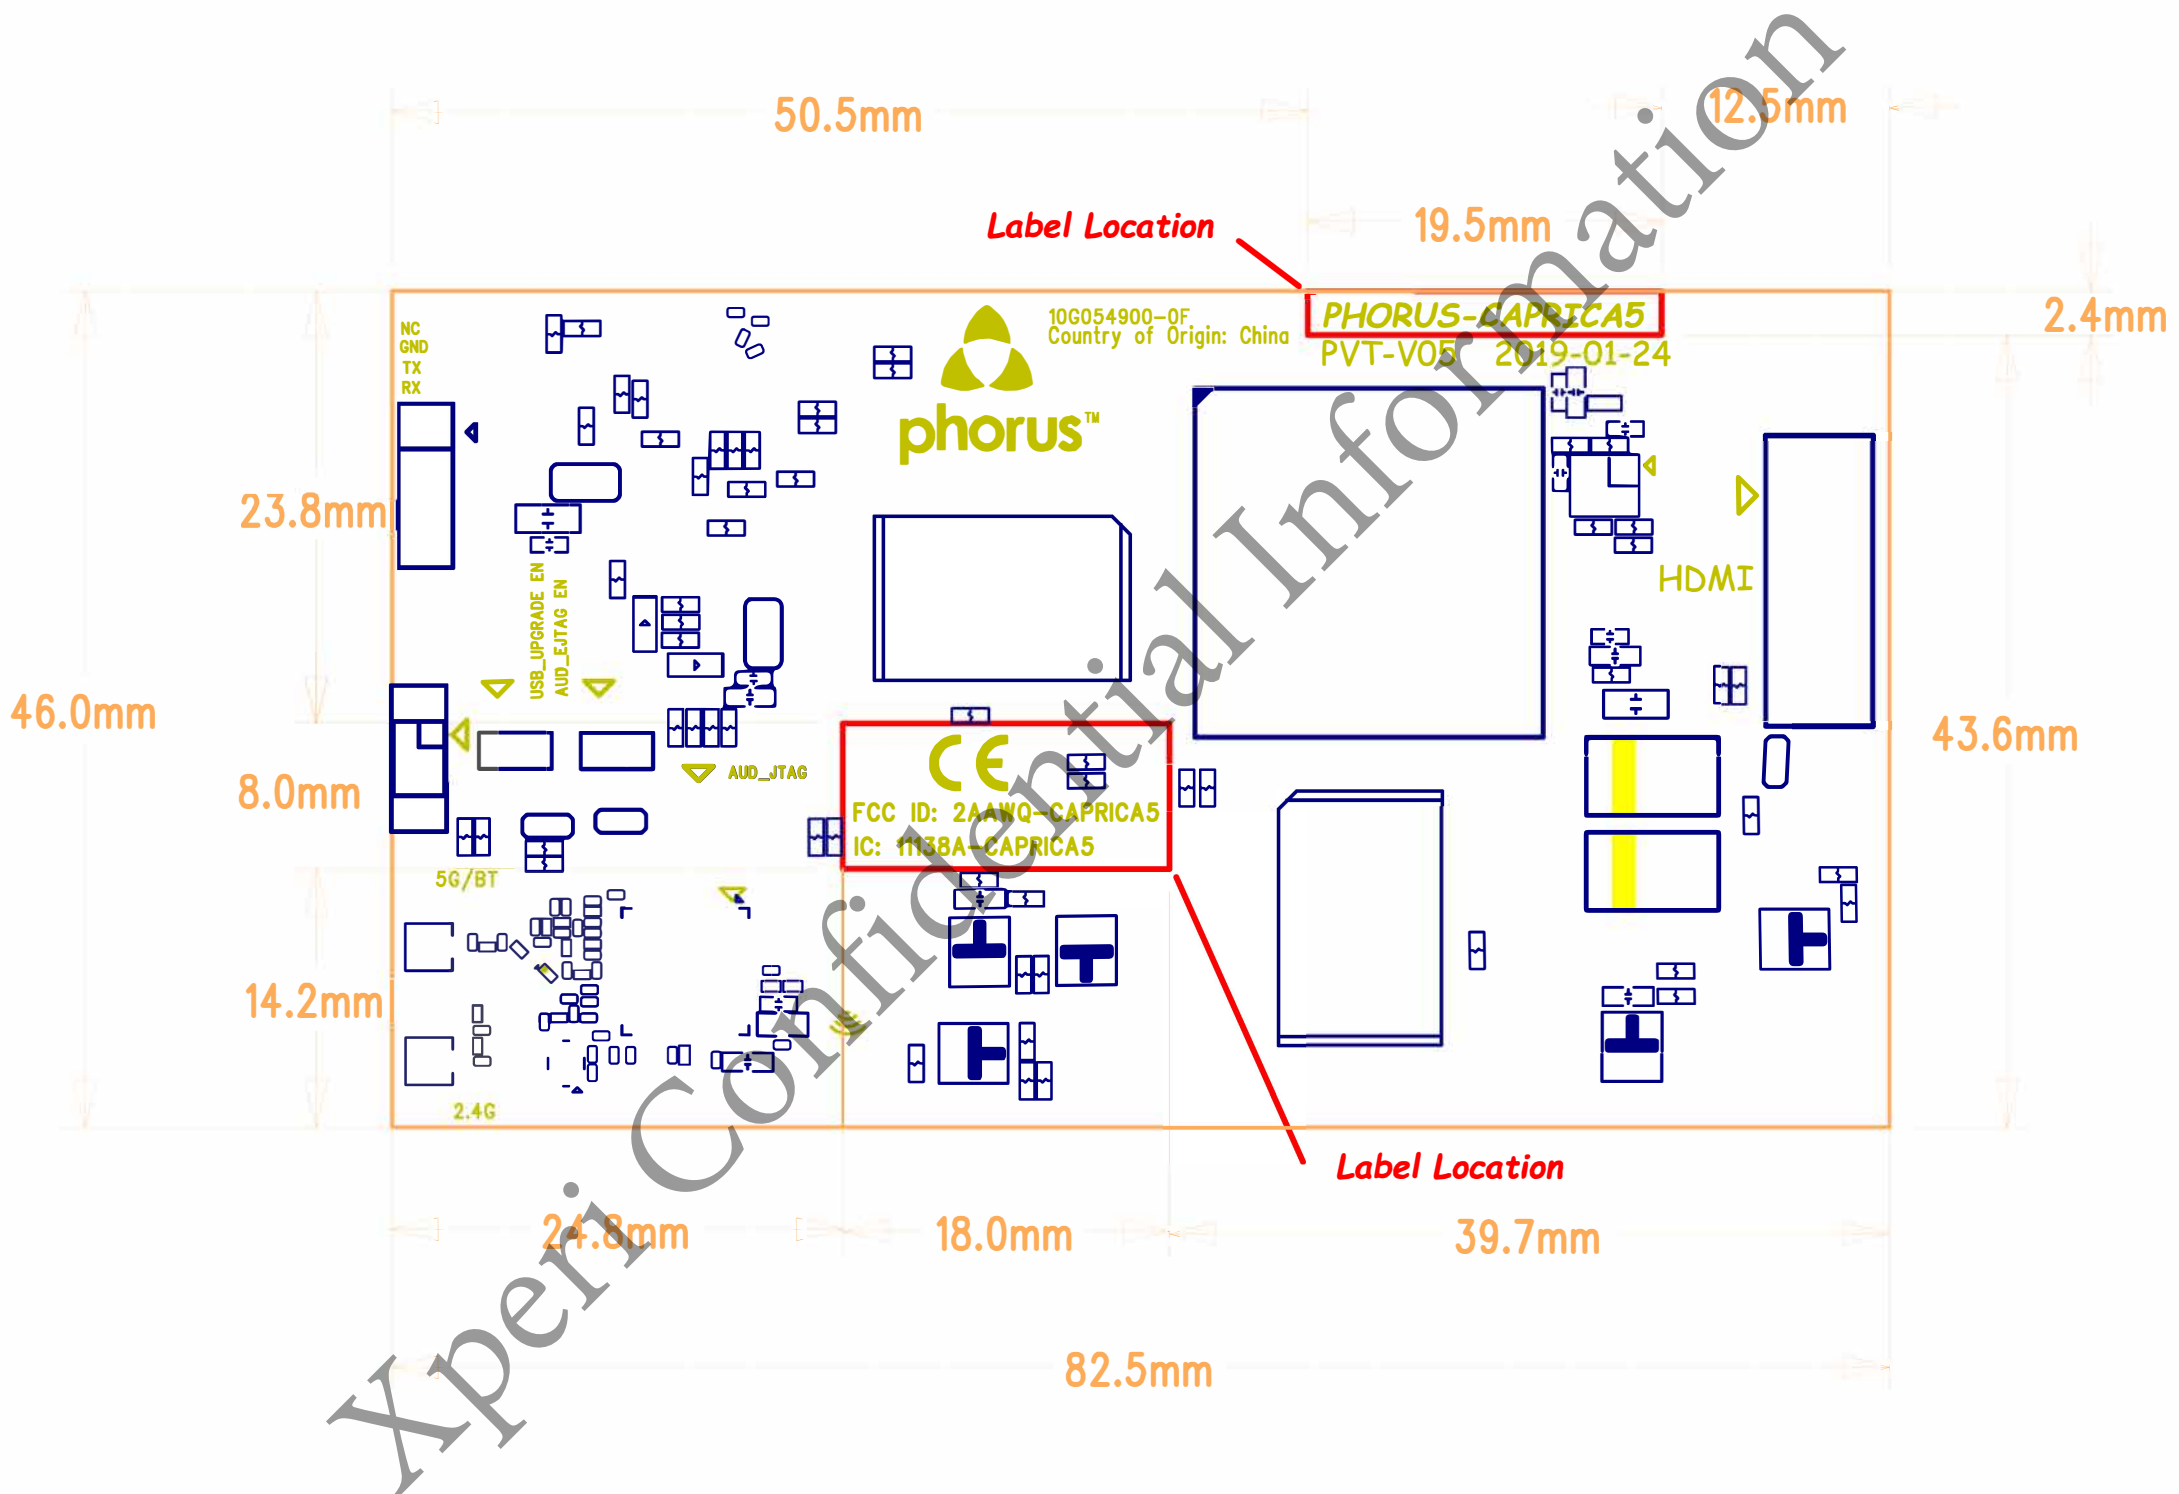 50.5mm
12.5mm
Label Location
19.5mm
2.4mm
NC
GND
TX
RX
10G054900-0F
Country of Origin: China
PHORUS-CAPRICA5
PVT-V05 2019-01-24
phorus™
23.8mm
HDMI
USB_UPGRADE EN
AUD_EJTAG EN
46.0mm
43.6mm
8.0mm
AUD_JTAG
CE
FCC ID: 2AAWQ-CAPRICA5
IC: 11138A-CAPRICA5
5G/BT
14.2mm
2.4G
Label Location
24.8mm
18.0mm
39.7mm
82.5mm
Xperi Confidential Information